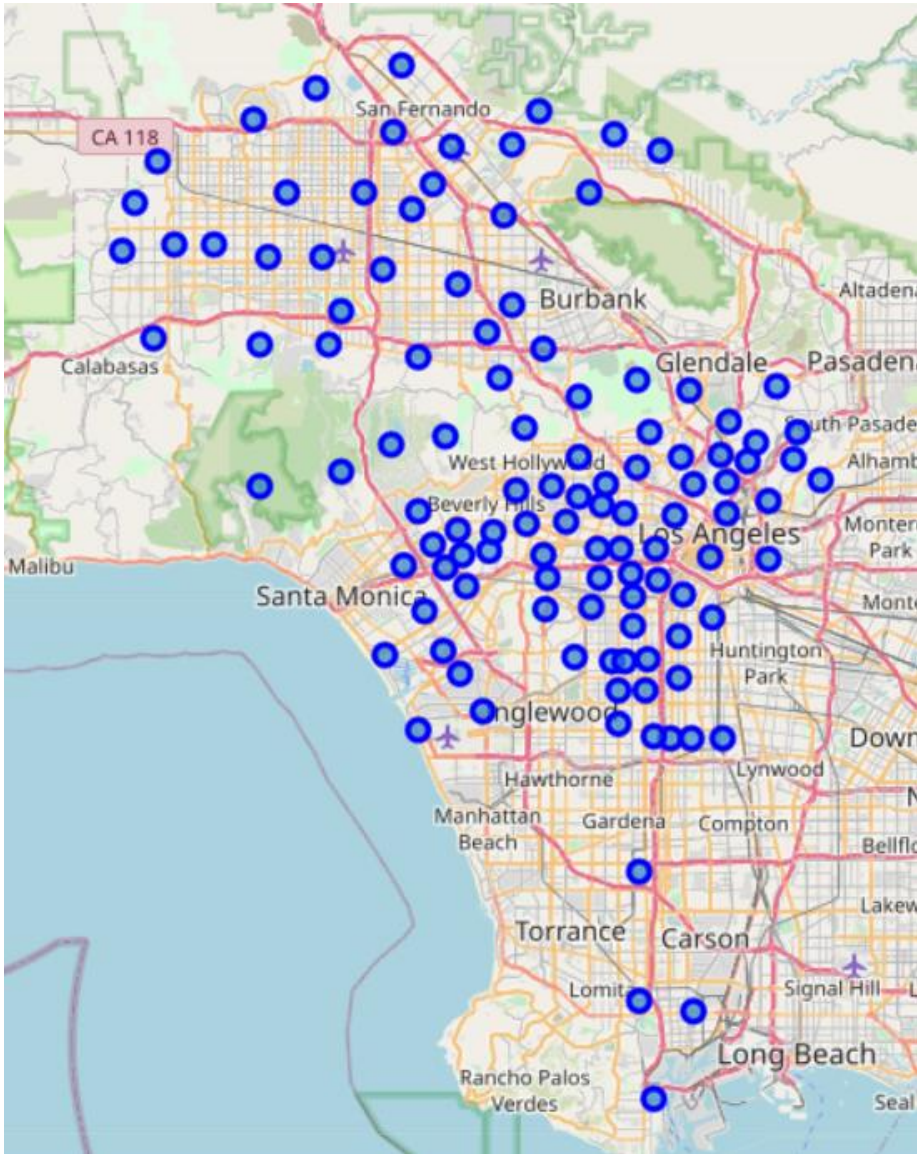 San Fernando
CA 118
Burbank
Altadena
Glendale
Pasadena
Calabasas
South Pasade
West Hollywood
Alhamb
Beverly Hills
Los Angeles
Monter
Park
Malibu
Santa Monica
Monte
Huntington
Park
nglewood
Down
Hawthorne
Lynwood
Manhattan
Beach
Gardena
Compton
Bellflo
Lakew
Torrance
Carson
Lomit
Signal Hill
Long Beach
Rancho Palos
Verdes
Seal